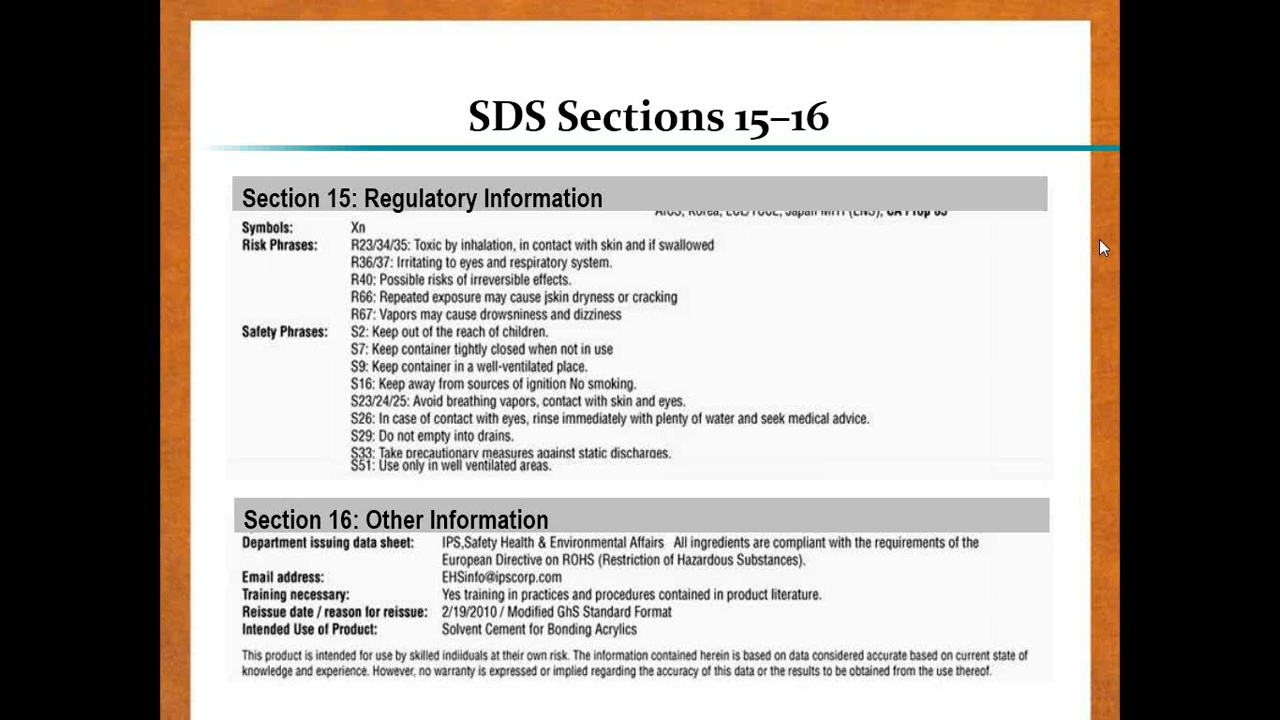 SDS Sections 15–16
Section 15: Regulatory Information
AICS, Korea, ECL/TCCL, Japan MITI (ENS), CA Prop 65
Symbols: Xn
Risk Phrases: R23/34/35: Toxic by inhalation, in contact with skin and if swallowed
R36/37: Irritating to eyes and respiratory system.
R40: Possible risks of irreversible effects.
R66: Repeated exposure may cause jskin dryness or cracking
R67: Vapors may cause drowsniness and dizziness
Safety Phrases: S2: Keep out of the reach of children.
S7: Keep container tightly closed when not in use
S9: Keep container in a well-ventilated place.
S16: Keep away from sources of ignition No smoking.
S23/24/25: Avoid breathing vapors, contact with skin and eyes.
S26: In case of contact with eyes, rinse immediately with plenty of water and seek medical advice.
S29: Do not empty into drains.
S33: Take precautionary measures against static discharges.
S51: Use only in well ventilated areas.
Section 16: Other Information
Department issuing data sheet: IPS,Safety Health & Environmental Affairs All ingredients are compliant with the requirements of the
European Directive on ROHS (Restriction of Hazardous Substances).
Email address: EHSinfo@ipscorp.com
Training necessary: Yes training in practices and procedures contained in product literature.
Reissue date / reason for reissue: 2/19/2010 / Modified GhS Standard Format
Intended Use of Product: Solvent Cement for Bonding Acrylics
This product is intended for use by skilled indiiduals at their own risk. The information contained herein is based on data considered accurate based on current state of
knowledge and experience. However, no warranty is expressed or implied regarding the accuracy of this data or the results to be obtained from the use thereof.